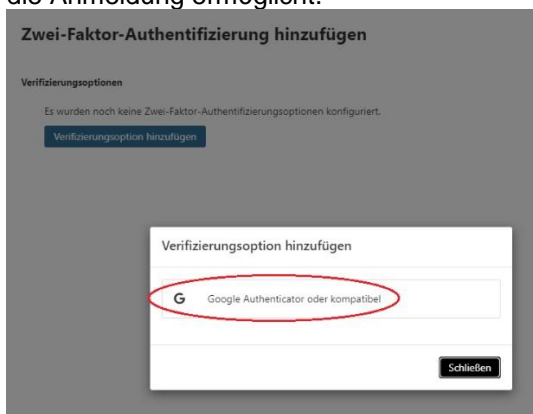 die Anmeldung ermöglicht.
Zwei-Faktor-Authentifizierung hinzufügen
Verifizierungsoptionen
Es wurden noch keine Zwei-Faktor-Authentifizierungsoptionen konfiguriert.
Verifizierungsoption hinzufügen
Verifizierungsoption hinzufügen
G Google Authenticator oder kompatibel
Schließen